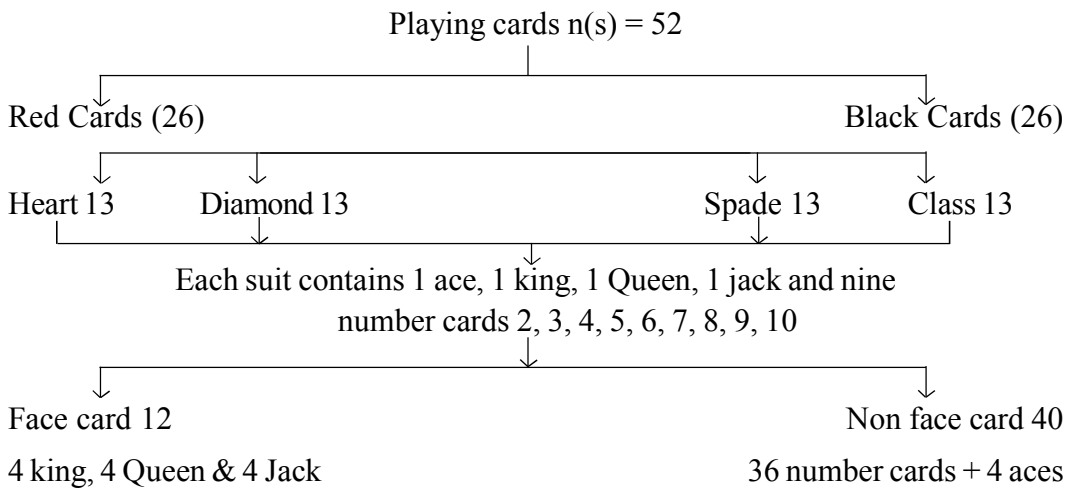 Playing cards n(s) = 52
Red Cards (26) Black Cards (26)
Heart 13 Diamond 13 Spade 13 Class 13
Each suit contains 1 ace, 1 king, 1 Queen, 1 jack and nine
number cards 2, 3, 4, 5, 6, 7, 8, 9, 10
Face card 12 Non face card 40
4 king, 4 Queen & 4 Jack 36 number cards + 4 aces